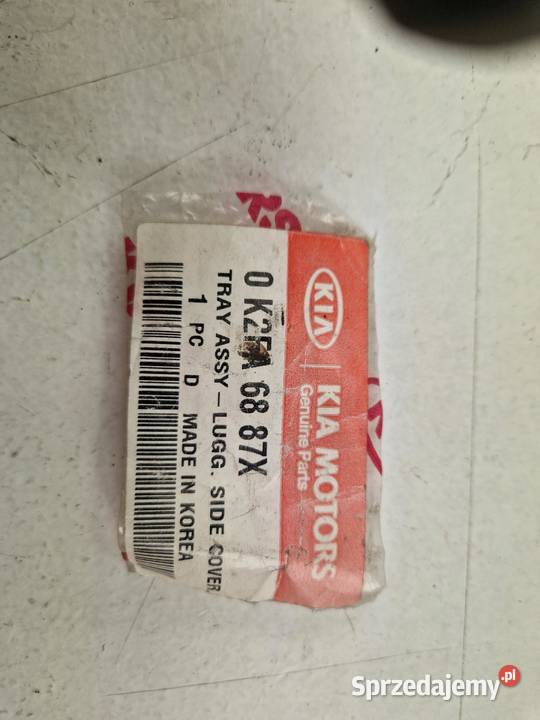 KIA
KIA MOTORS
Genuine Parts
0 K2FA 68 87X
TRAY ASSY-LUGG. SIDE COVER,
1 PC D MADE IN KOREA
Sprzedajemy.pl